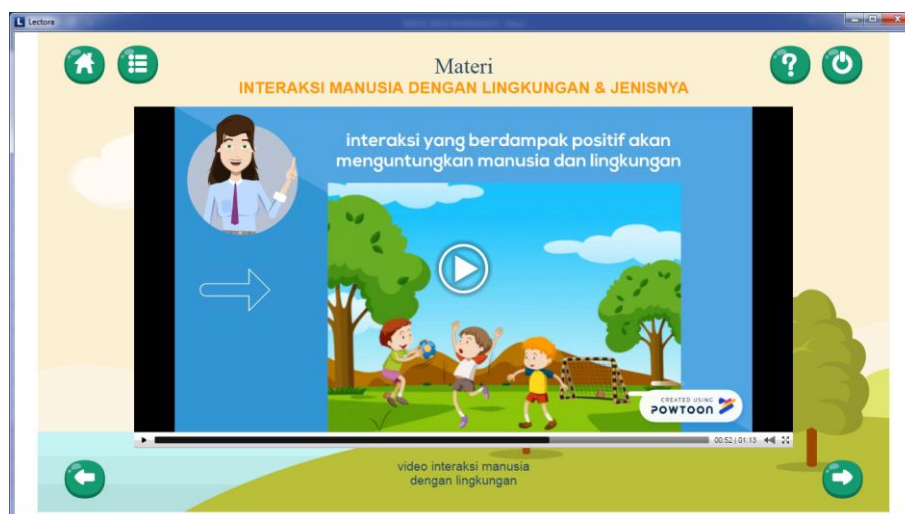 Lectora
Materi
INTERAKSI MANUSIA DENGAN LINGKUNGAN & JENISNYA
interaksi yang berdampak positif akan
menguntungkan manusia dan lingkungan
CREATED USING
POWTOON
00:52 | 01:13
video interaksi manusia
dengan lingkungan